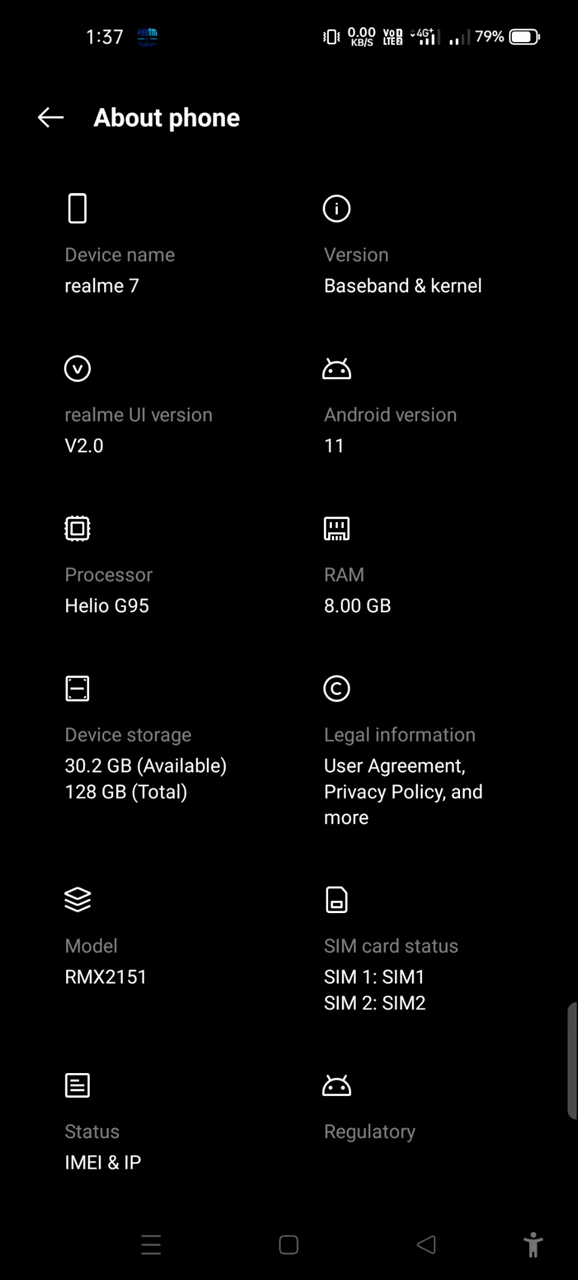 1:37
0.00
KB/S
4G+
79%
About phone
Device name
realme 7
Version
Baseband & kernel
realme UI version
V2.0
Android version
11
Processor
Helio G95
RAM
8.00 GB
Device storage
30.2 GB (Available)
128 GB (Total)
Legal information
User Agreement,
Privacy Policy, and
more
Model
RMX2151
SIM card status
SIM 1: SIM1
SIM 2: SIM2
Status
IMEI & IP
Regulatory